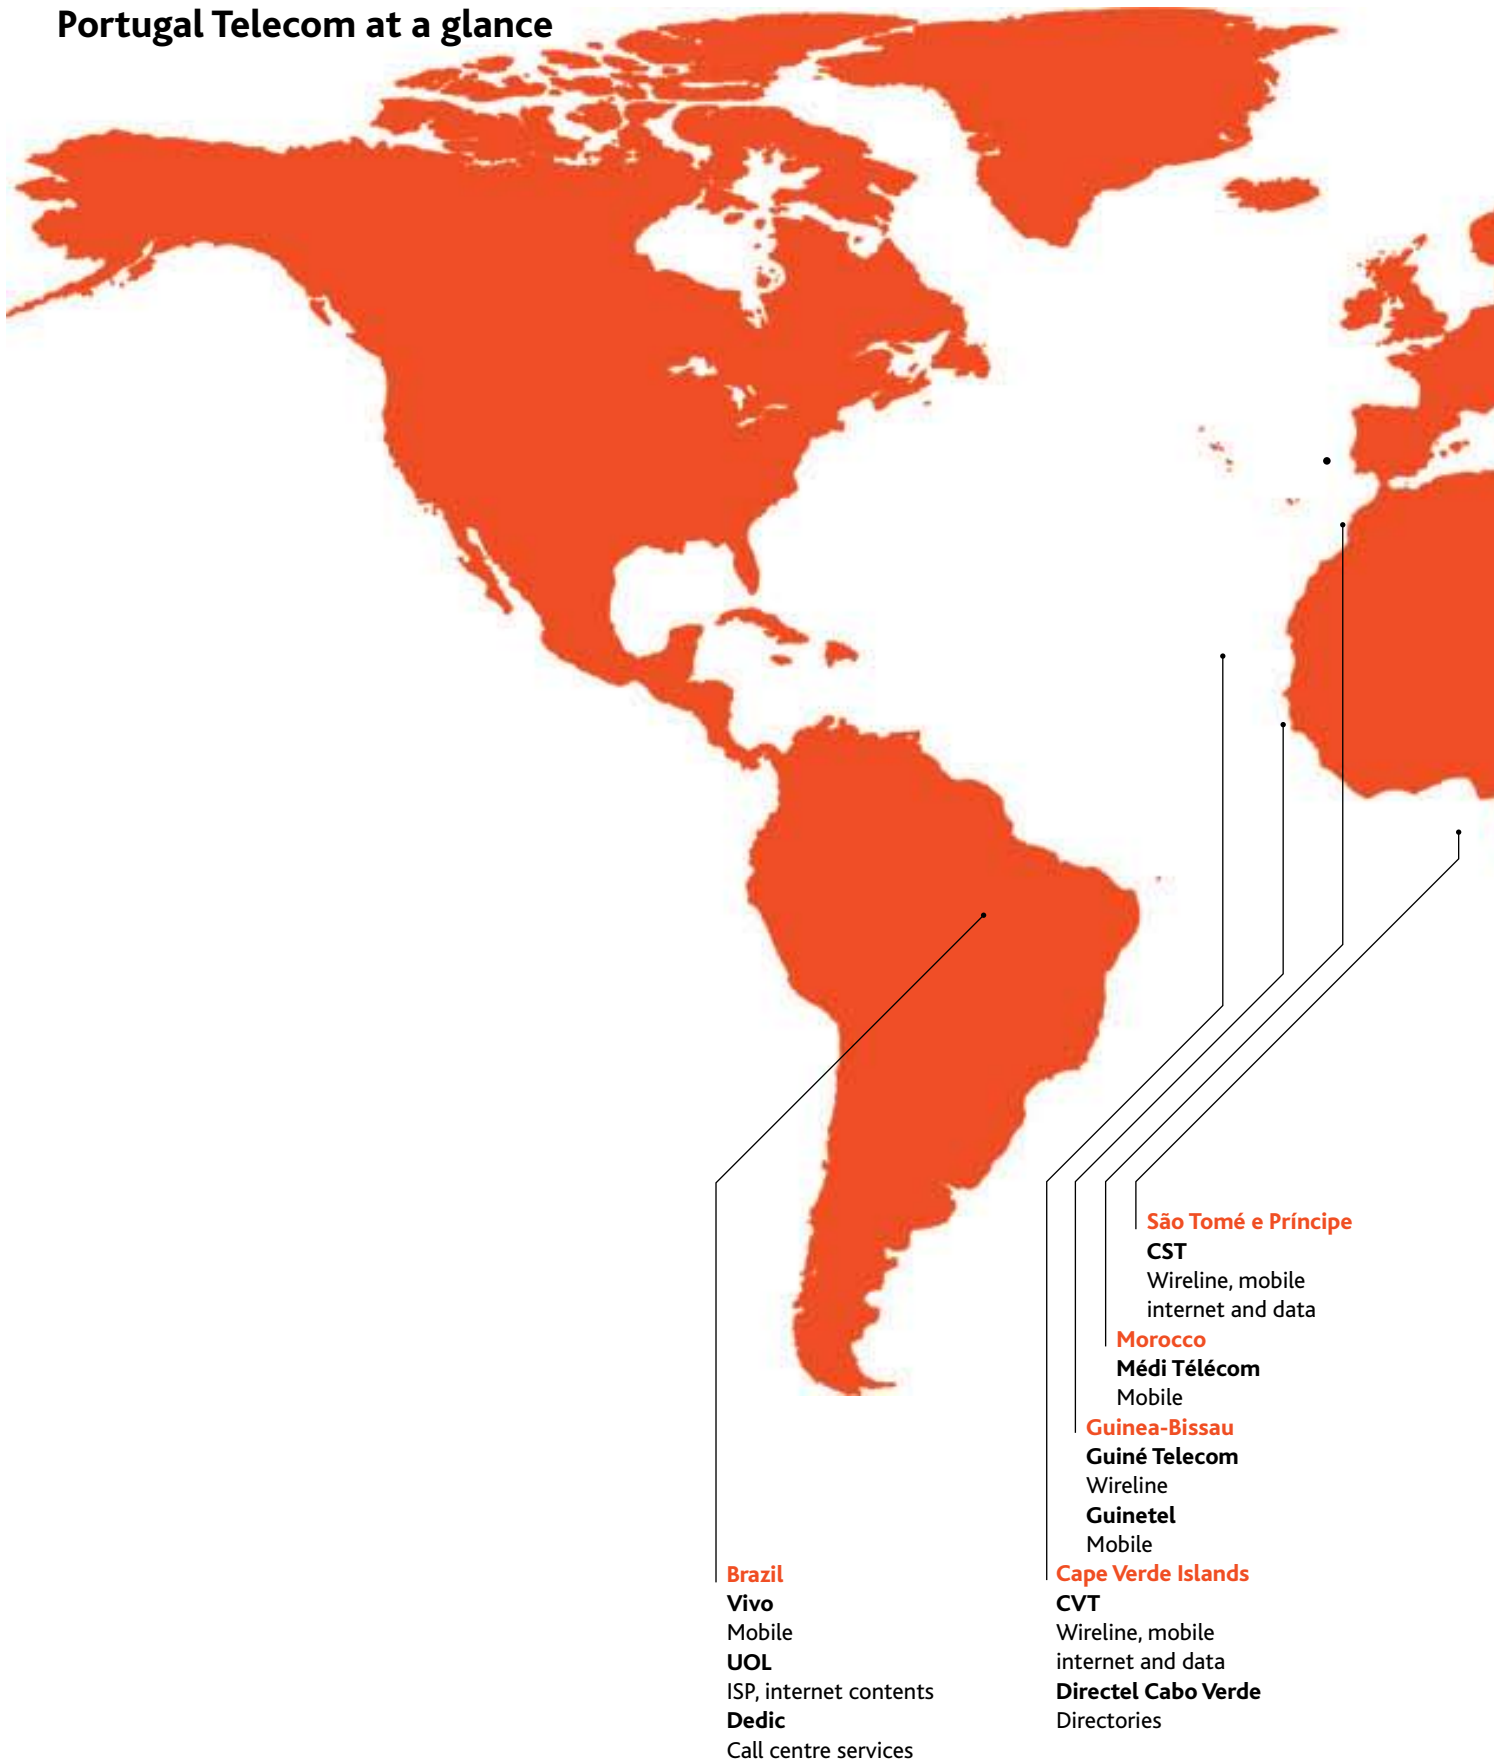 Portugal Telecom at a glance
São Tomé e Príncipe
CST
Wireline, mobile
internet and data
Morocco
Médi Télécom
Mobile
Guinea-Bissau
Guiné Telecom
Wireline
Guinetel
Mobile
Brazil
Vivo
Mobile
UOL
ISP, internet contents
Dedic
Call centre services
Cape Verde Islands
CVT
Wireline, mobile
internet and data
Directel Cabo Verde
Directories